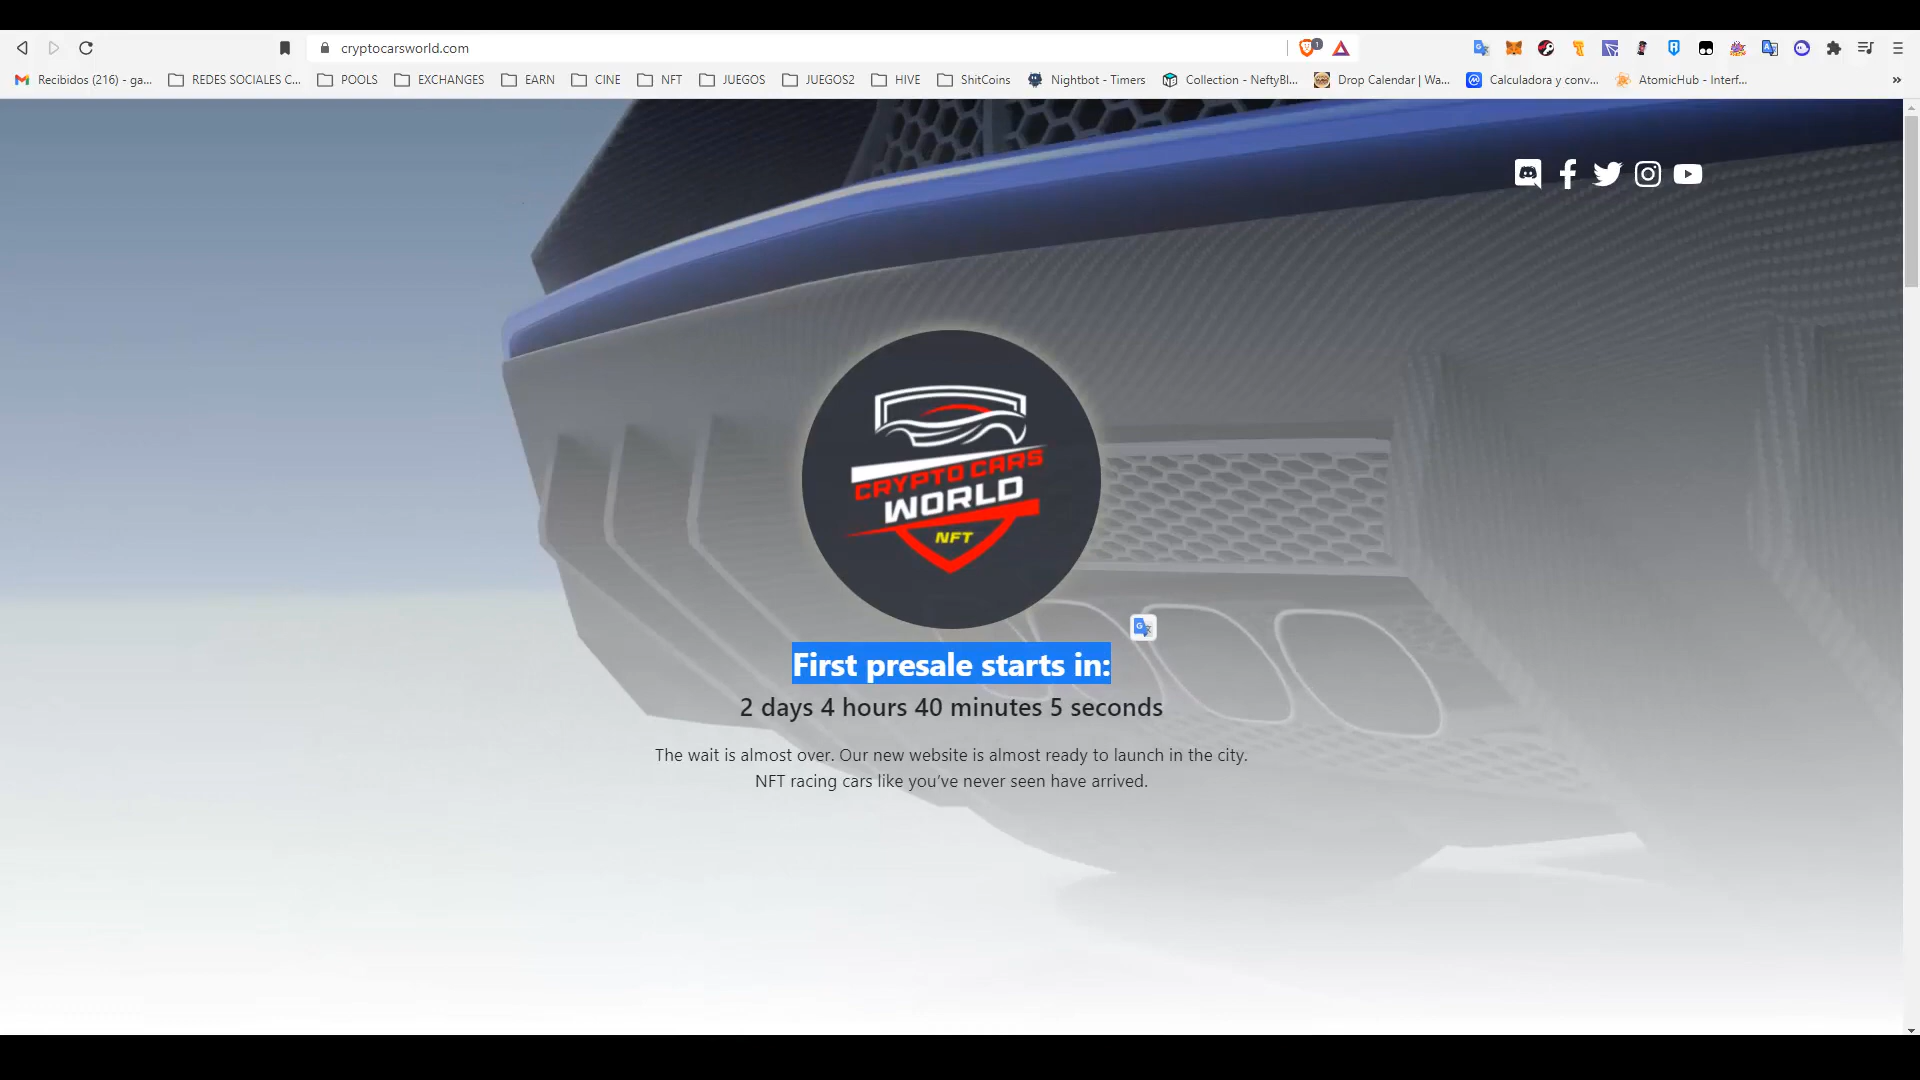 cryptocarsworld.com
1
Recibidos (216) - ga...
REDES SOCIALES C...
POOLS
EXCHANGES
EARN
CINE
NFT
JUEGOS
JUEGOS2
HIVE
ShitCoins
Nightbot - Timers
Collection - NeftyBl...
Drop Calendar | Wa...
Calculadora y conv...
AtomicHub - Interf...
»
CRYPTO CARS
WORLD
NFT
First presale starts in:
2 days 4 hours 40 minutes 5 seconds
The wait is almost over. Our new website is almost ready to launch in the city.
NFT racing cars like you’ve never seen have arrived.